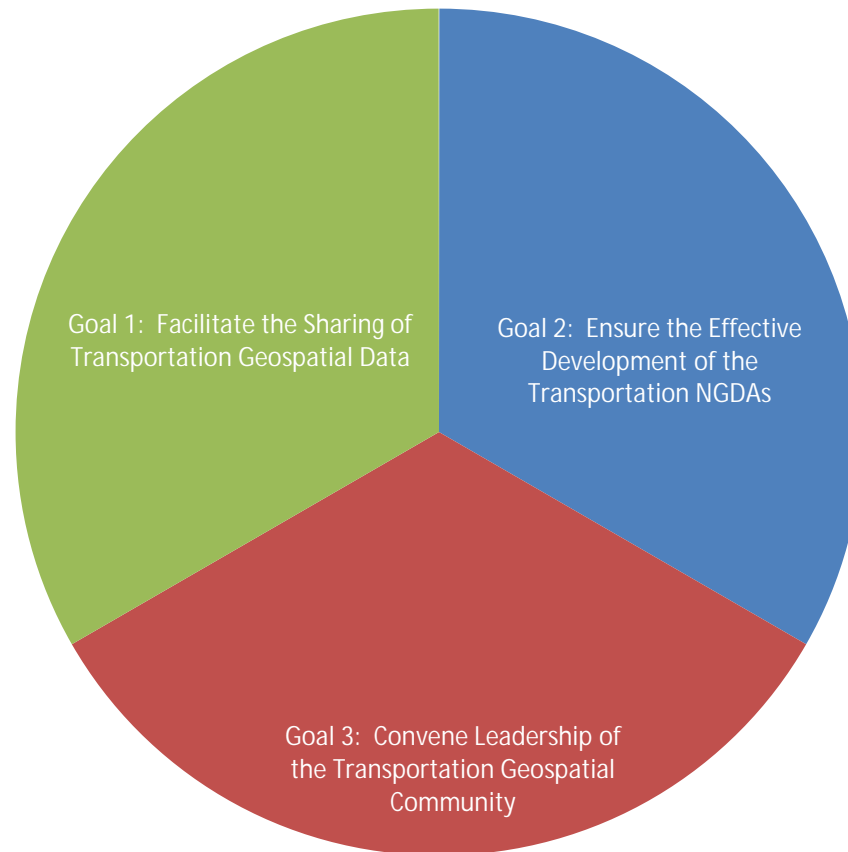 Goal 1:  Facilitate the Sharing of
Transportation Geospatial Data
Goal 2:  Ensure the Effective
Development of the
Transportation NGDAs
Goal 3:  Convene Leadership of
the Transportation Geospatial
Community